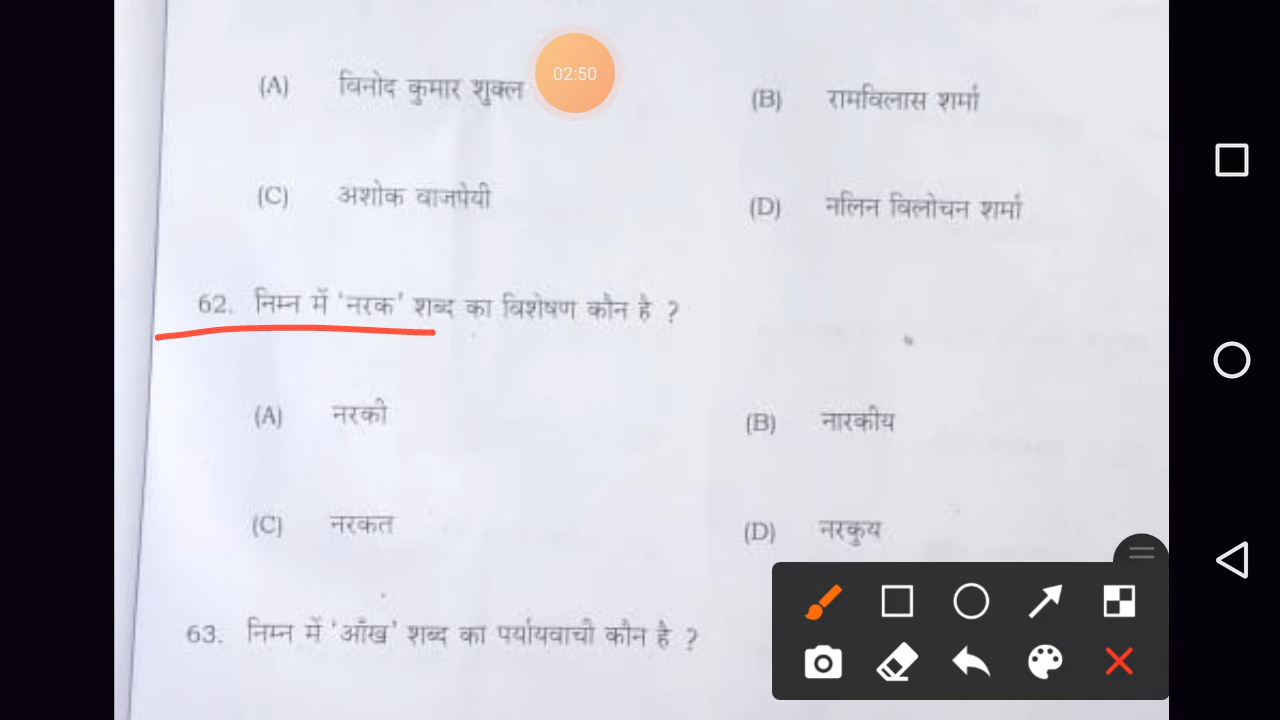 02:50
(A) विनोद कुमार शुक्ल
(B) रामविलास शर्मा
(C) अशोक वाजपेयी
(D) नलिन विलोचन शर्मा
62. निम्न में 'नरक' शब्द का विशेषण कौन है ?
(A) नरकी
(B) नारकीय
(C) नरकत
(D) नरकुय
63. निम्न में 'आँख' शब्द का पर्यायवाची कौन है ?